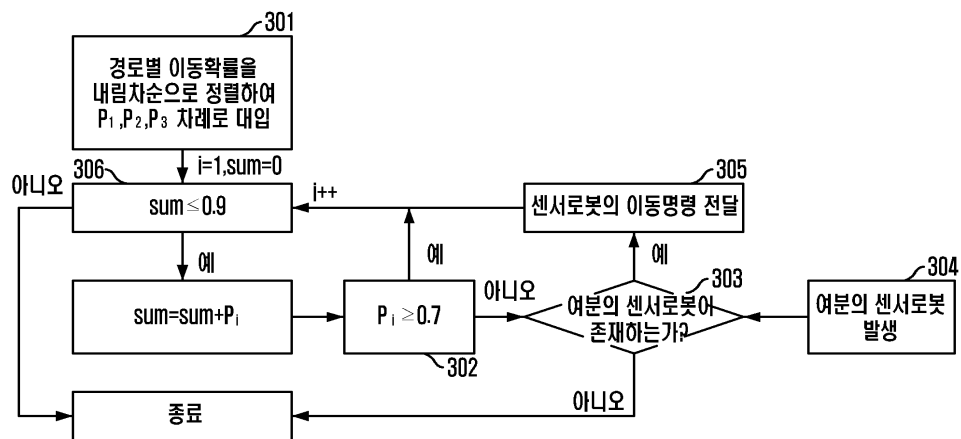 301
경로별 이동확률을
내림차순으로 정렬하여
P₁,P₂,P₃ 차례로 대입
i=1,sum=0
306
아니오
sum≤0.9
i++
305
센서로봇의 이동명령 전달
예
예
예
sum=sum+Pᵢ
Pᵢ≥0.7
302
아니오
303
여분의 센서로봇이
존재하는가?
304
여분의 센서로봇
발생
아니오
종료